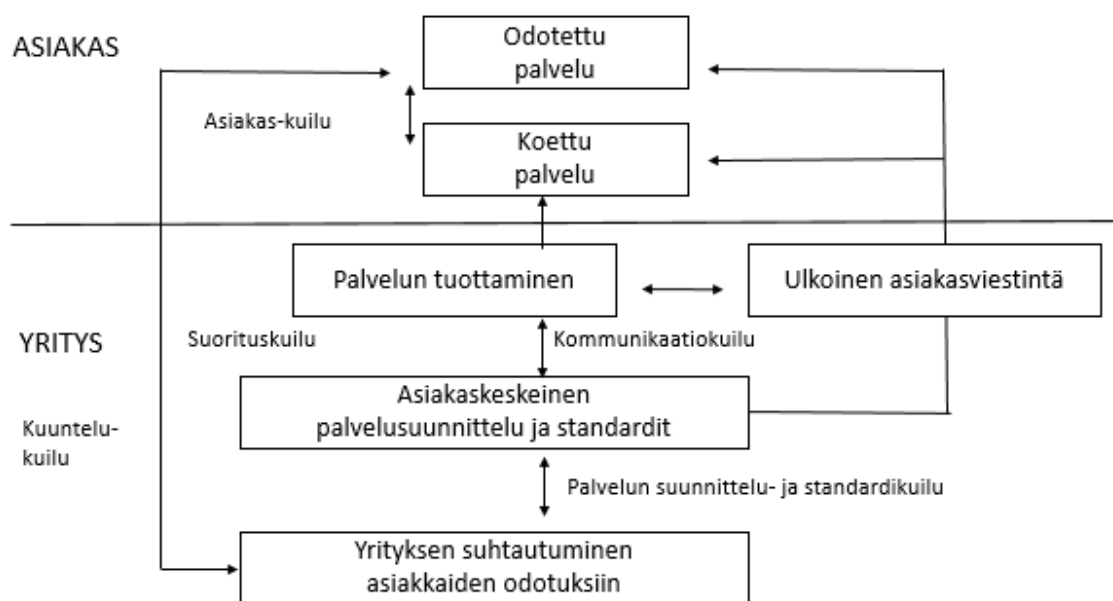 ASIAKAS
Odotettu
palvelu
Asiakas-kuilu
Koettu
palvelu
Palvelun tuottaminen
Ulkoinen asiakasviestintä
YRITYS
Suorituskuilu
Kommunikaatiokuilu
Asiakaskeskeinen
palvelusuunnittelu ja standardit
Kuuntelu-
kuilu
Palvelun suunnittelu- ja standardikuilu
Yrityksen suhtautuminen
asiakkaiden odotuksiin